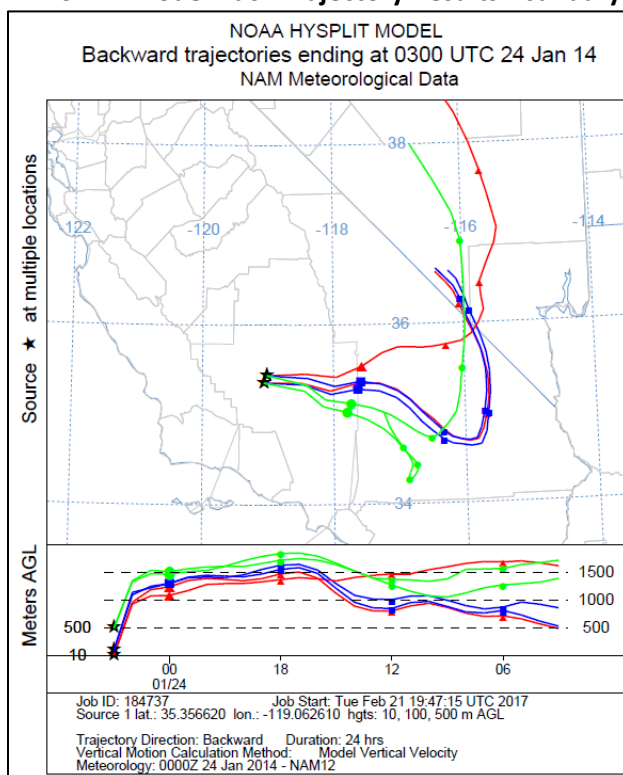 NOAA HYSPLIT MODEL
Backward trajectories ending at 0300 UTC 24 Jan 14
NAM Meteorological Data
Source ★ at multiple locations
-122
-120
-118
-116
-114
38
36
34
Meters AGL
500
10
1500
1000
500
00
18
12
06
01/24
Job ID: 184737 Job Start: Tue Feb 21 19:47:15 UTC 2017
Source 1 lat.: 35.356620 lon.: -119.062610 hgts: 10, 100, 500 m AGL
Trajectory Direction: Backward Duration: 24 hrs
Vertical Motion Calculation Method: Model Vertical Velocity
Meteorology: 0000Z 24 Jan 2014 - NAM12